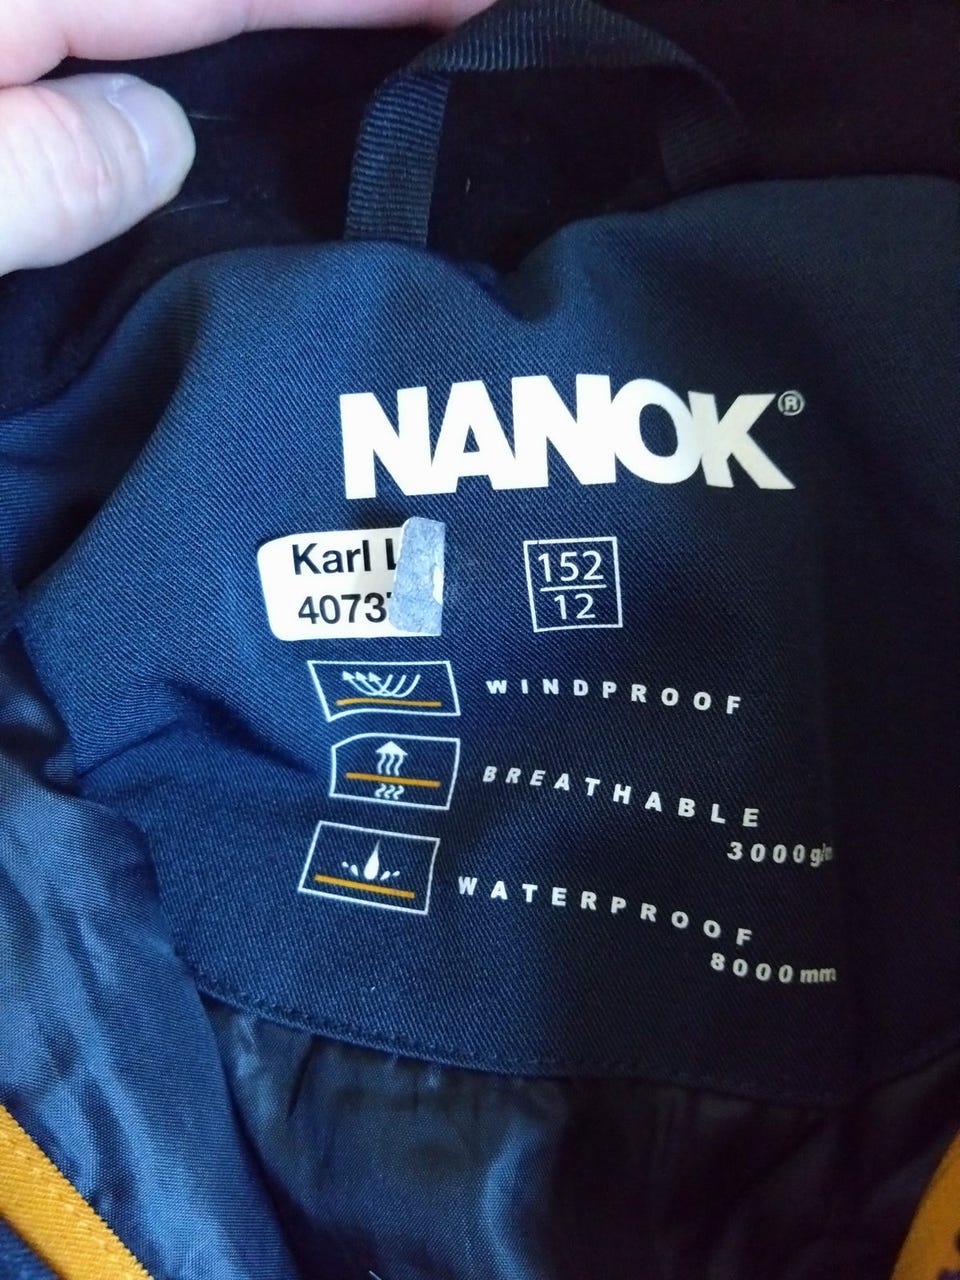 NANOK®
Karl L
4073
152
12
WINDPROOF
BREATHABLE
3000g/
WATERPROOF
8000mm